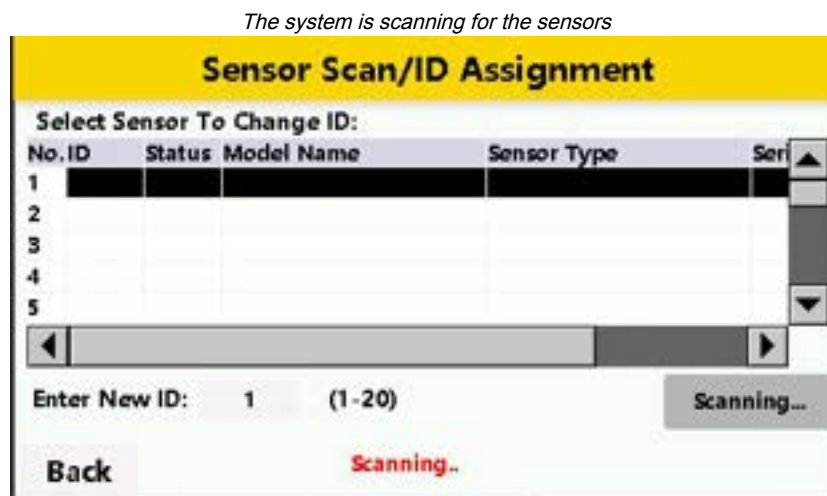 The system is scanning for the sensors
Sensor Scan/ID Assignment
Select Sensor To Change ID:
No. ID Status Model Name Sensor Type Seri
1
2
3
4
5
Enter New ID: 1 (1-20) Scanning...
Back Scanning..